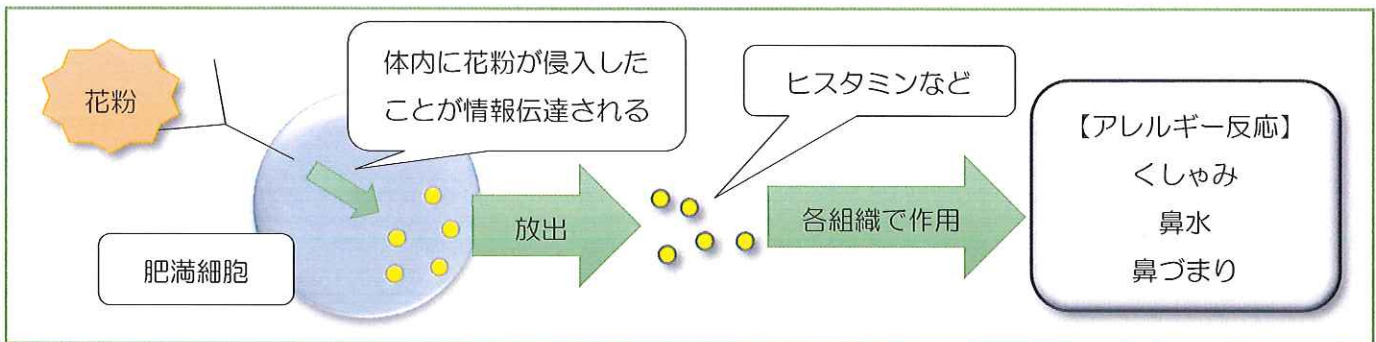 花粉
体内に花粉が侵入した
ことが情報伝達される
肥満細胞
放出
ヒスタミンなど
各組織で作用
【アレルギー反応】
くしゃみ
鼻水
鼻づまり